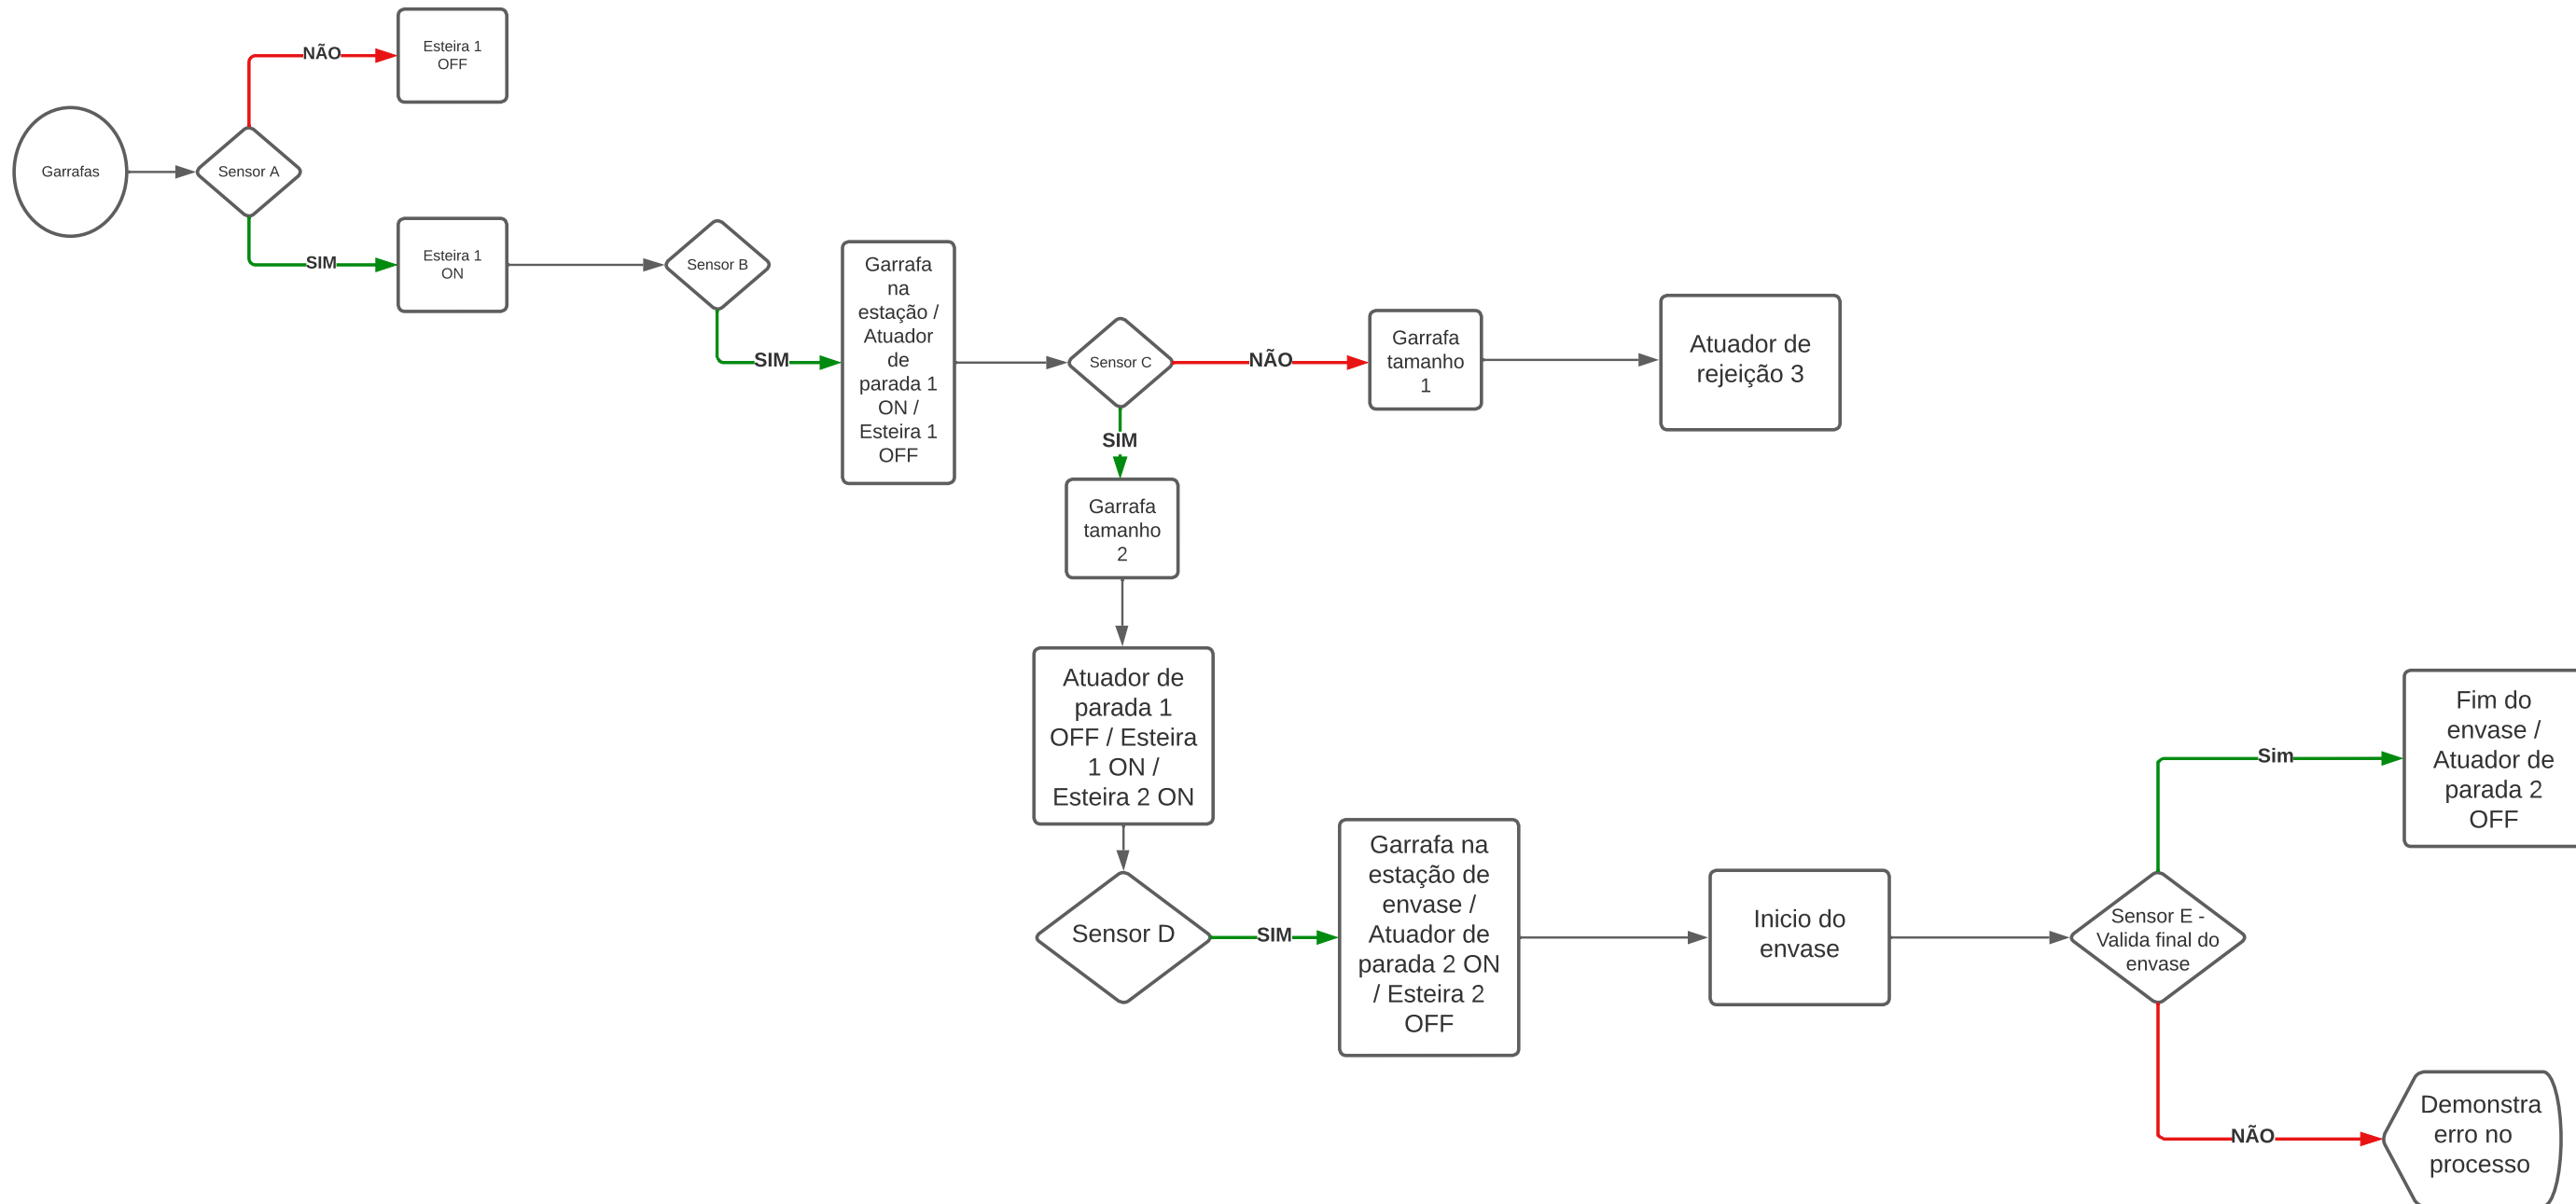 NÃO
Esteira 1
OFF
Garrafas
Sensor A
SIM
Esteira 1
ON
Sensor B
SIM
Garrafa
na
estação /
Atuador
de
parada 1
ON /
Esteira 1
OFF
Sensor C
NÃO
Garrafa
tamanho
1
Atuador de
rejeição 3
SIM
Garrafa
tamanho
2
Atuador de
parada 1
OFF / Esteira
1 ON /
Esteira 2 ON
Sensor D
SIM
Garrafa na
estação de
envase /
Atuador de
parada 2 ON
/ Esteira 2
OFF
Inicio do
envase
Sensor E -
Valida final do
envase
Sim
Fim do
envase /
Atuador de
parada 2
OFF
NÃO
Demonstra
erro no
processo